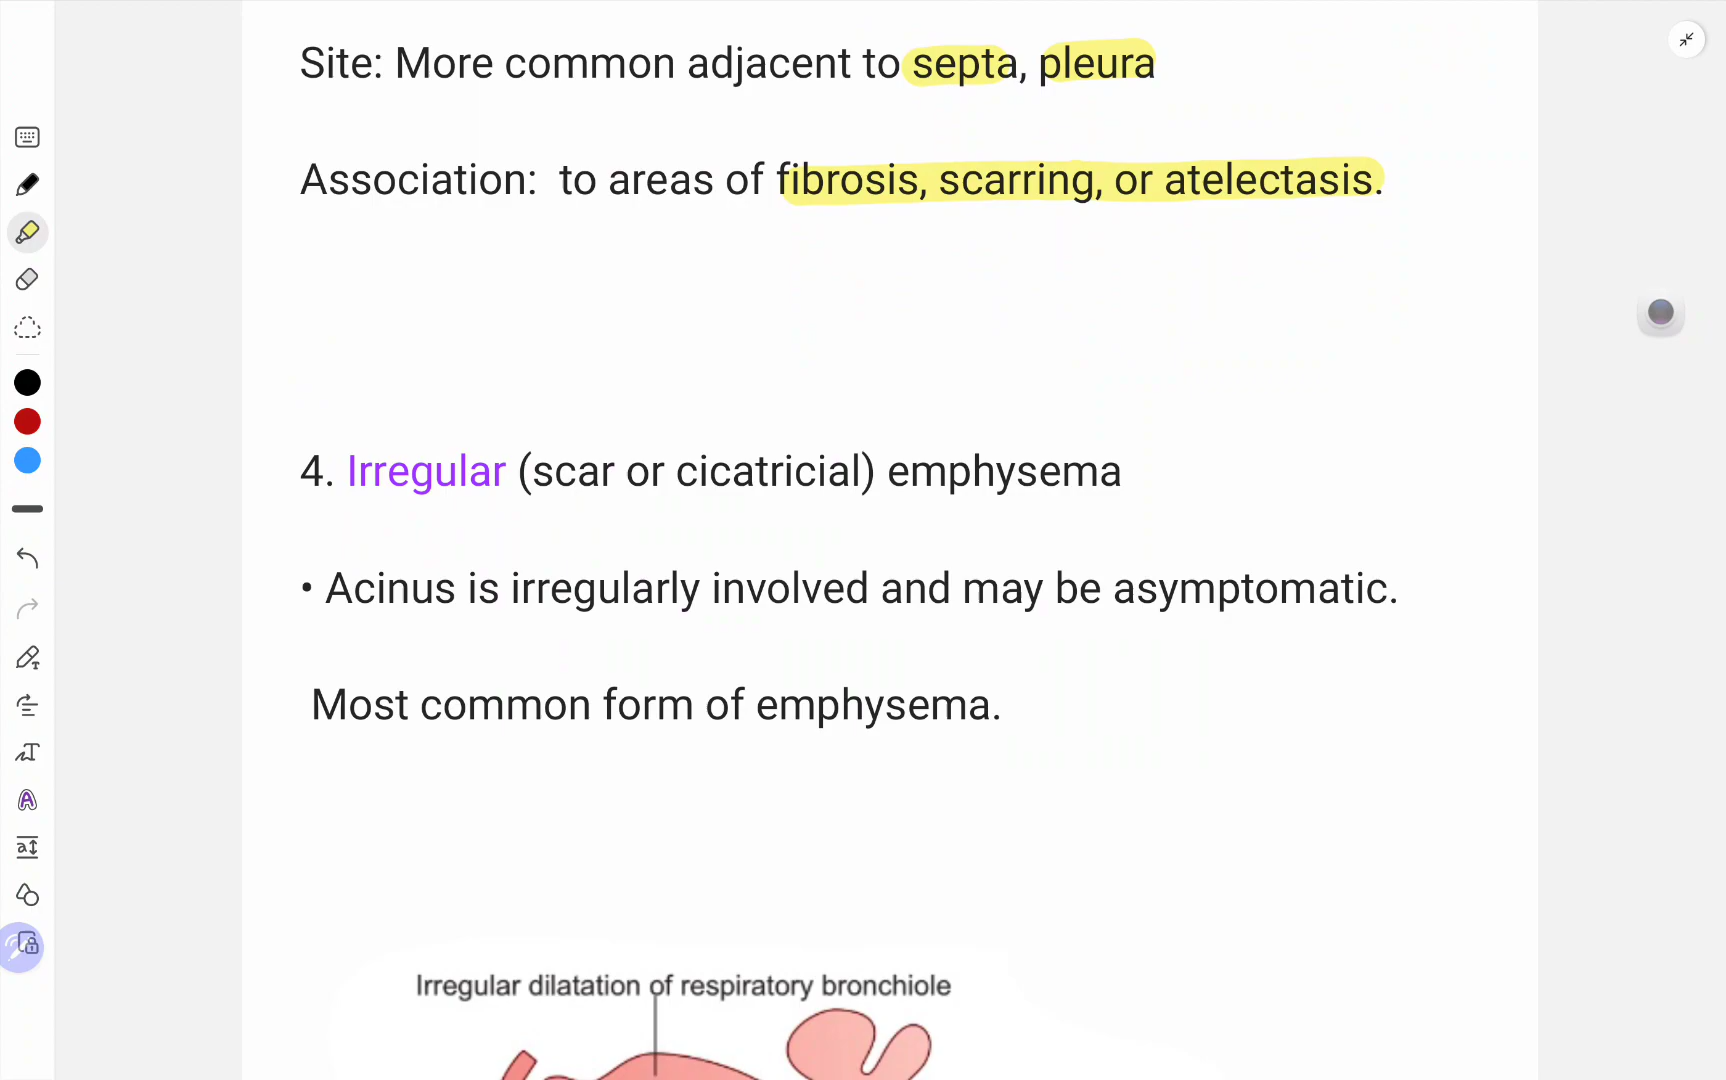 Site: More common adjacent to septa, pleura
Association: to areas of fibrosis, scarring, or atelectasis.
4. Irregular (scar or cicatricial) emphysema
• Acinus is irregularly involved and may be asymptomatic.
Most common form of emphysema.
Irregular dilatation of respiratory bronchiole